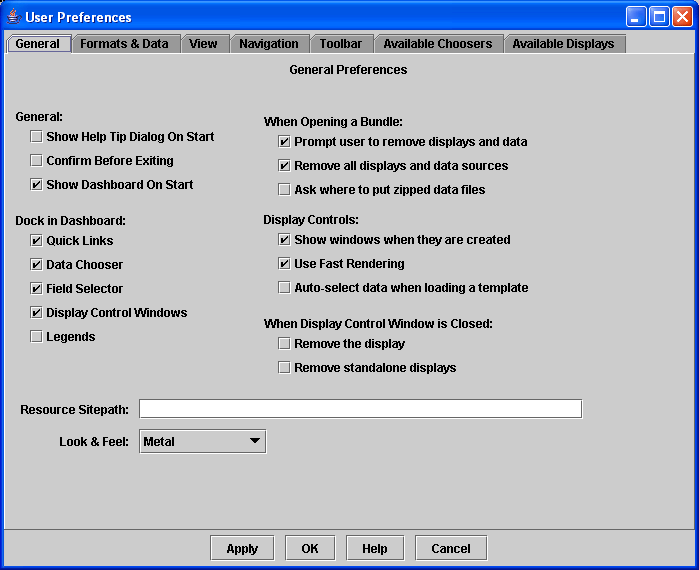 User Preferences
General Formats & Data View Navigation Toolbar Available Choosers Available Displays
General Preferences
General:
Show Help Tip Dialog On Start
Confirm Before Exiting
Show Dashboard On Start
Dock in Dashboard:
Quick Links
Data Chooser
Field Selector
Display Control Windows
Legends
When Opening a Bundle:
Prompt user to remove displays and data
Remove all displays and data sources
Ask where to put zipped data files
Display Controls:
Show windows when they are created
Use Fast Rendering
Auto-select data when loading a template
When Display Control Window is Closed:
Remove the display
Remove standalone displays
Resource Sitepath:
Look & Feel: Metal
Apply OK Help Cancel